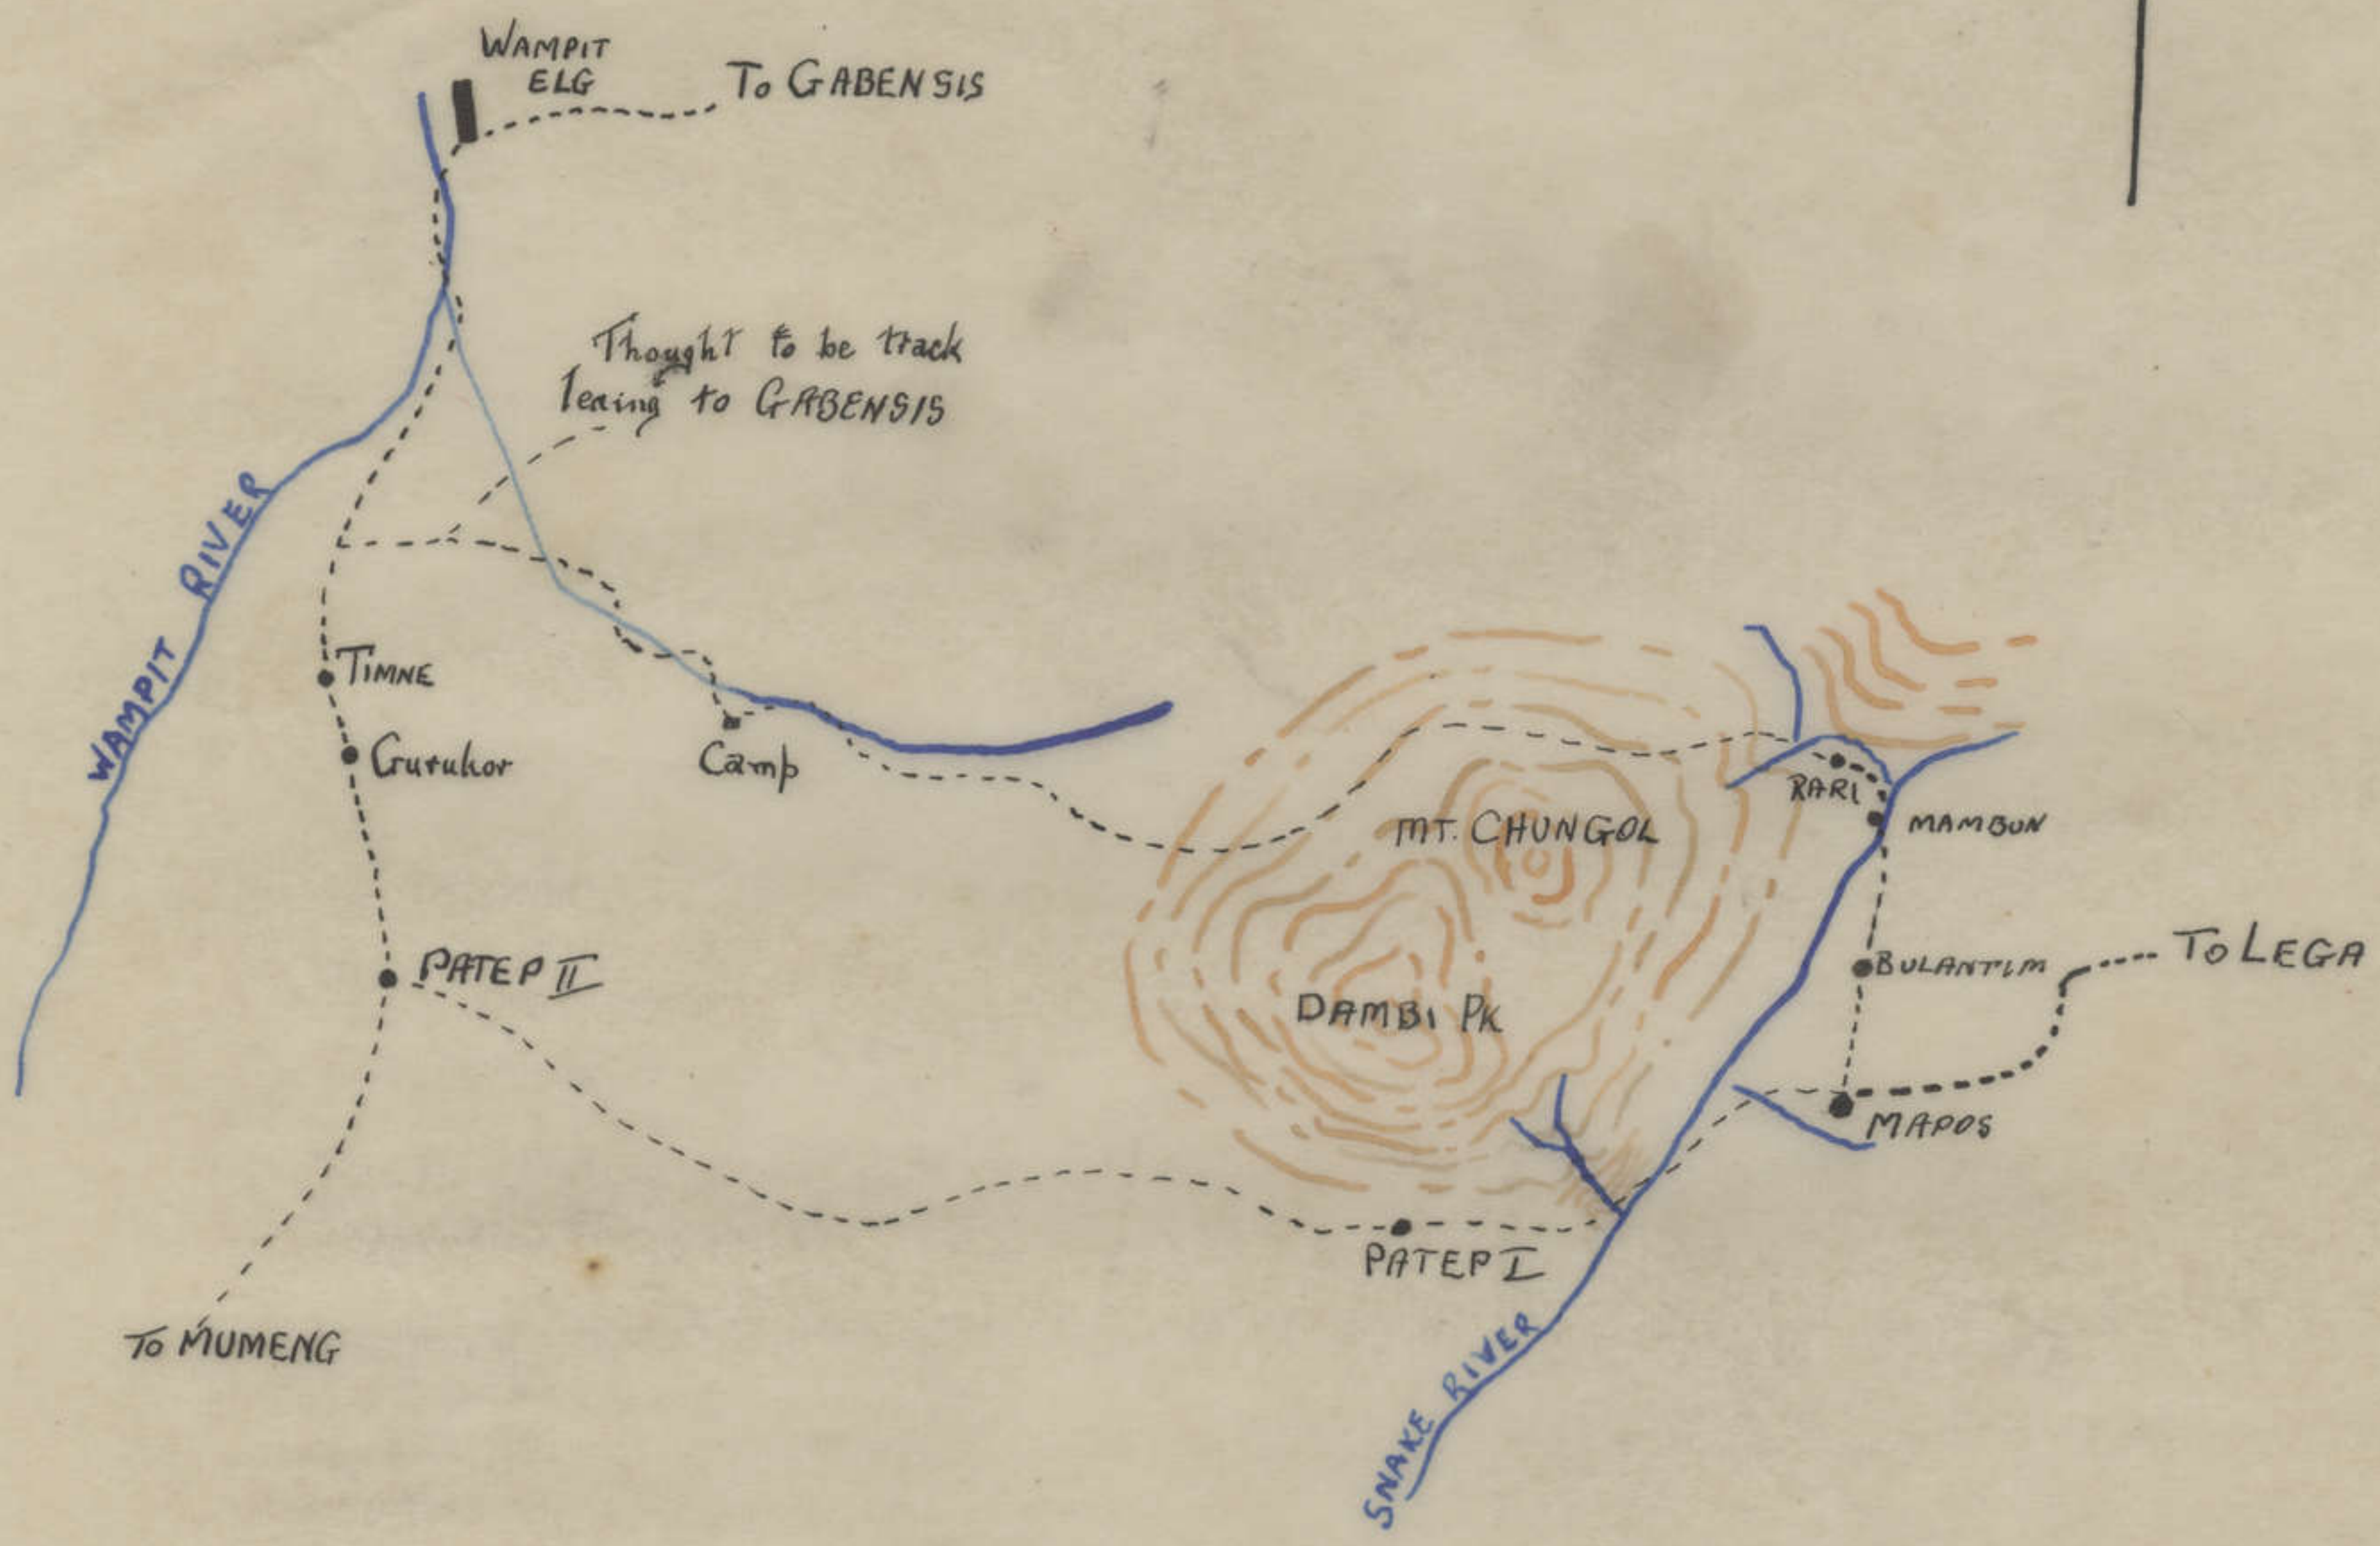 WAMPIT
ELG
To GABENSIS
Thought to be track
leaing to GABENSIS
WAMPIT RIVER
TIMNE
Gurukor
Camp
MT. CHUNGOL
RARI
MAMBUN
BULANTIM
To LEGA
PATEP II
DAMBI PK
MAPOS
PATEP I
To MUMENG
SNAKE RIVER